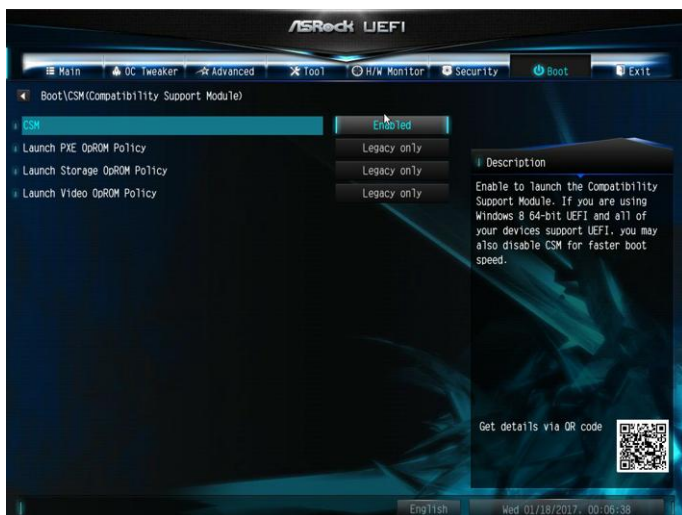 ASRock UEFI
Main OC Tweaker Advanced Tool H/W Monitor Security Boot Exit
Boot\CSM(Compatibility Support Module)
CSM Enabled
Launch PXE OpROM Policy Legacy only
Launch Storage OpROM Policy Legacy only
Launch Video OpROM Policy Legacy only
Description
Enable to launch the Compatibility
Support Module. If you are using
Windows 8 64-bit UEFI and all of
your devices support UEFI, you may
also disable CSM for faster boot
speed.
Get details via QR code
English Wed 01/18/2017, 00:06:38